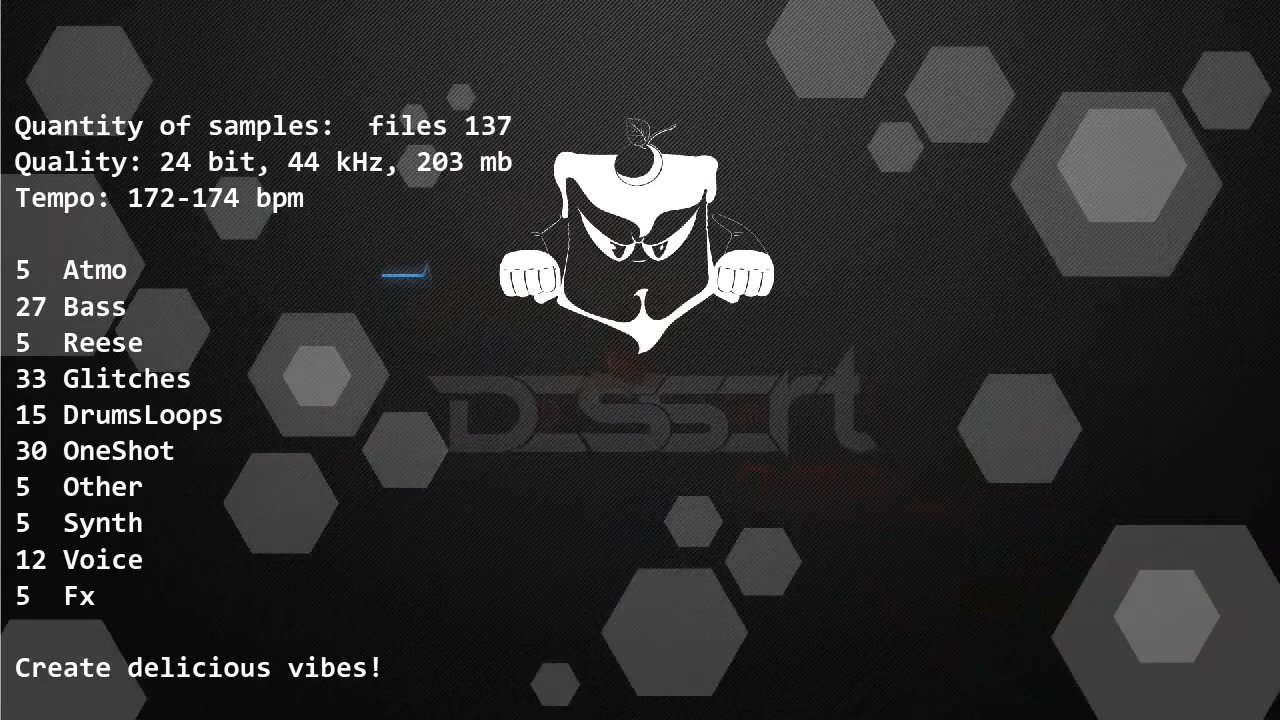 Quantity of samples:  files 137
Quality: 24 bit, 44 kHz, 203 mb
Tempo: 172-174 bpm
5  Atmo
27 Bass
5  Reese
33 Glitches
15 DrumsLoops
30 OneShot
5  Other
5  Synth
12 Voice
5  Fx
Create delicious vibes!
Dessert